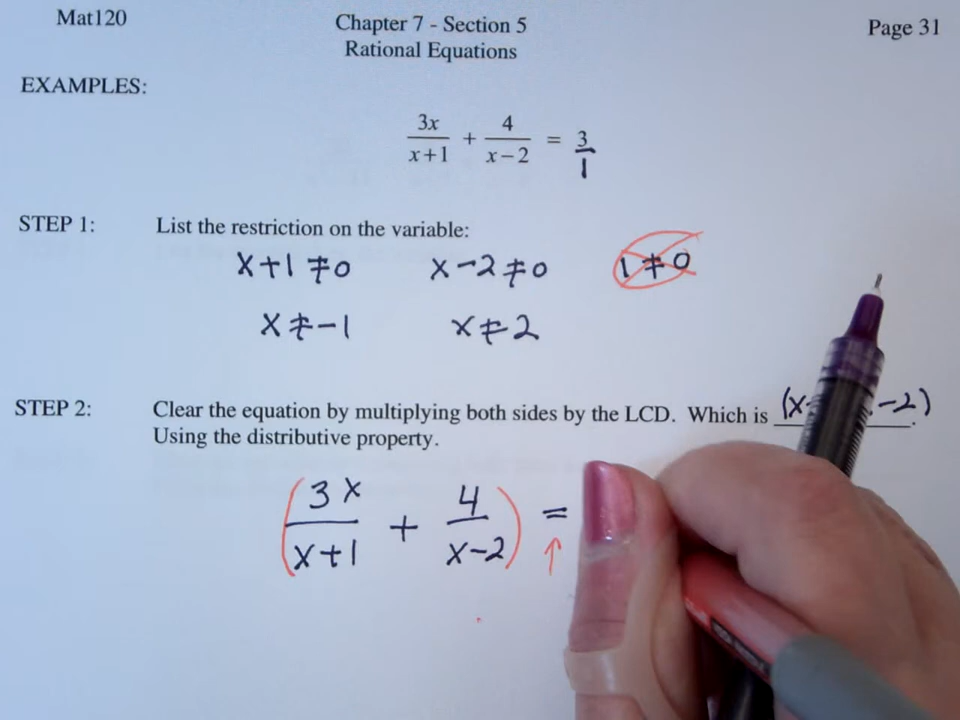 Mat120
Chapter 7 - Section 5
Page 31
Rational Equations
EXAMPLES:
3x/(x+1) + 4/(x−2) = 3/1
STEP 1: List the restriction on the variable:
x+1≠0 x−2≠0 1≠0
x≠−1 x≠2
STEP 2: Clear the equation by multiplying both sides by the LCD. Which is (x −2).
Using the distributive property.
(3x/(x+1) + 4/(x−2)) =
↑